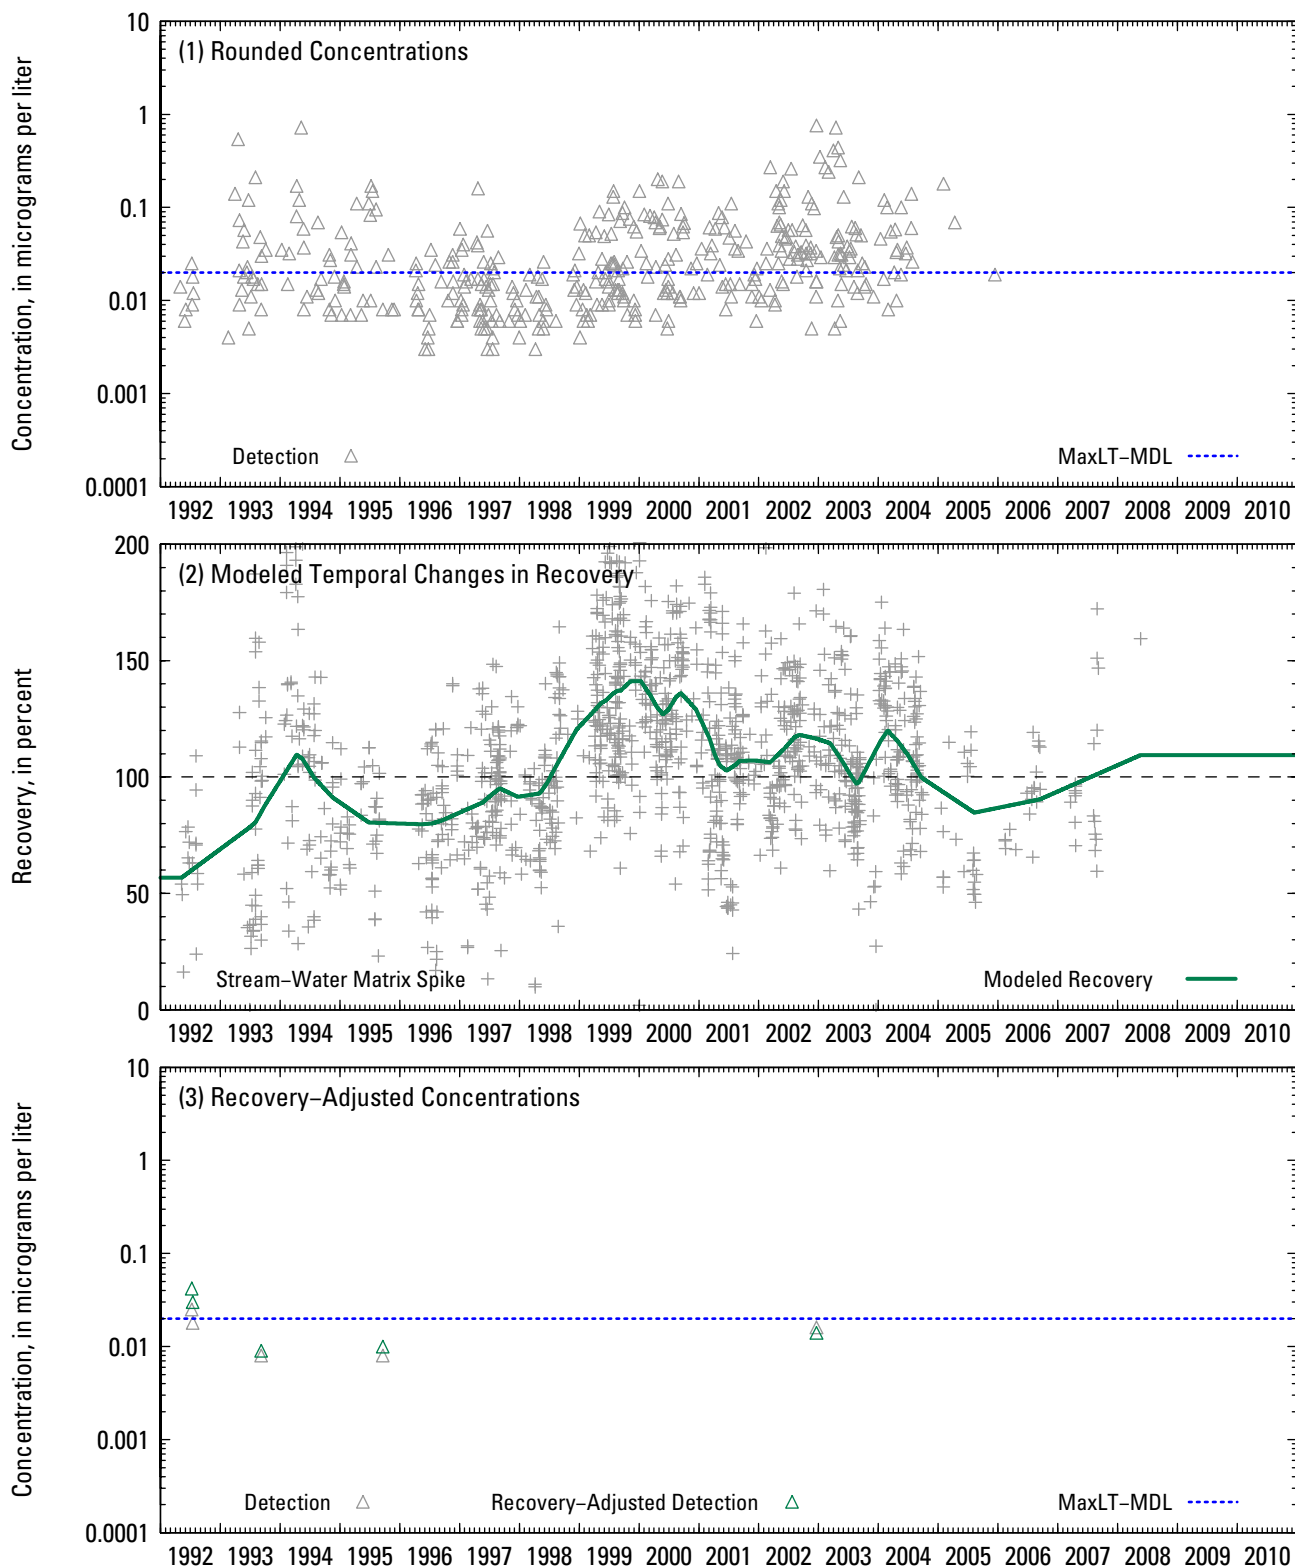 (1) Rounded Concentrations
Concentration, in micrograms per liter
10
1
0.1
0.01
0.001
0.0001
Detection
MaxLT–MDL
1992 1993 1994 1995 1996 1997 1998 1999 2000 2001 2002 2003 2004 2005 2006 2007 2008 2009 2010
(2) Modeled Temporal Changes in Recovery
Recovery, in percent
200
150
100
50
0
Stream–Water Matrix Spike
Modeled Recovery
1992 1993 1994 1995 1996 1997 1998 1999 2000 2001 2002 2003 2004 2005 2006 2007 2008 2009 2010
(3) Recovery–Adjusted Concentrations
Concentration, in micrograms per liter
10
1
0.1
0.01
0.001
0.0001
Detection
Recovery–Adjusted Detection
MaxLT–MDL
1992 1993 1994 1995 1996 1997 1998 1999 2000 2001 2002 2003 2004 2005 2006 2007 2008 2009 2010